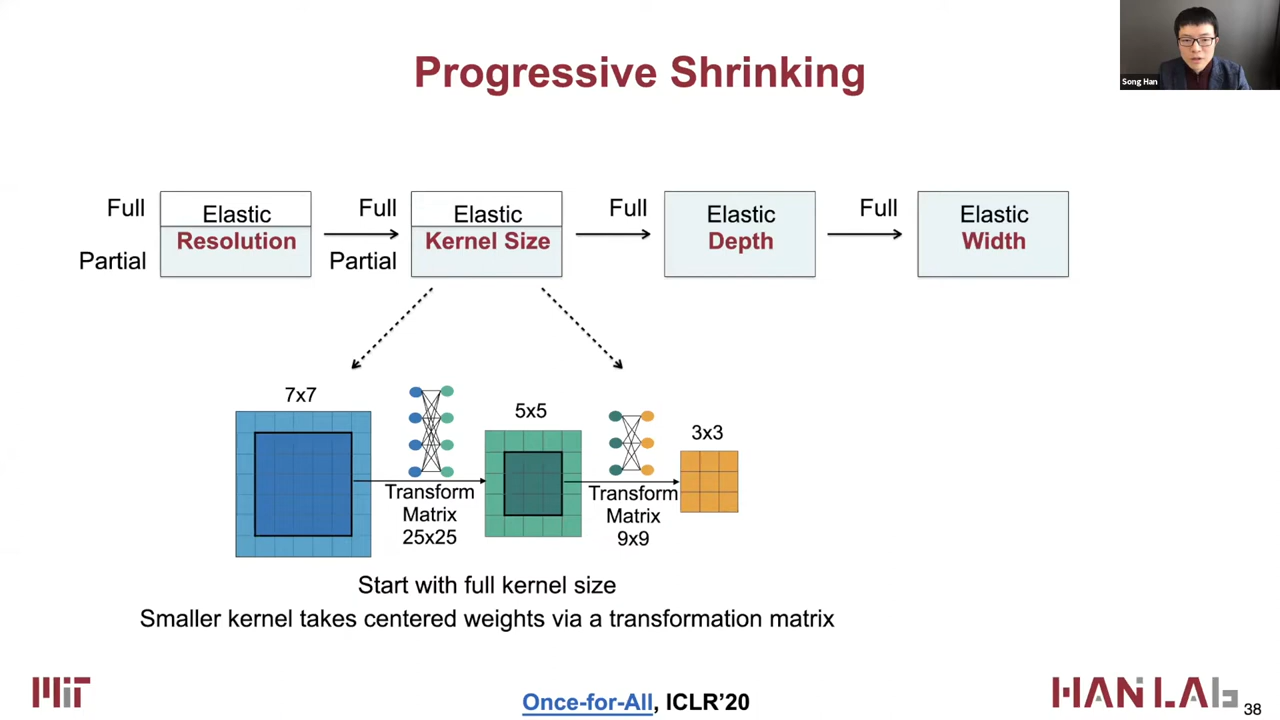 Progressive Shrinking
Song Han
Full
Partial
Elastic
Resolution
Full
Partial
Elastic
Kernel Size
Full
Elastic
Depth
Full
Elastic
Width
7x7
Transform
Matrix
25x25
5x5
Transform
Matrix
9x9
3x3
Start with full kernel size
Smaller kernel takes centered weights via a transformation matrix
MIT
Once-for-All, ICLR’20
HAN LAB
38